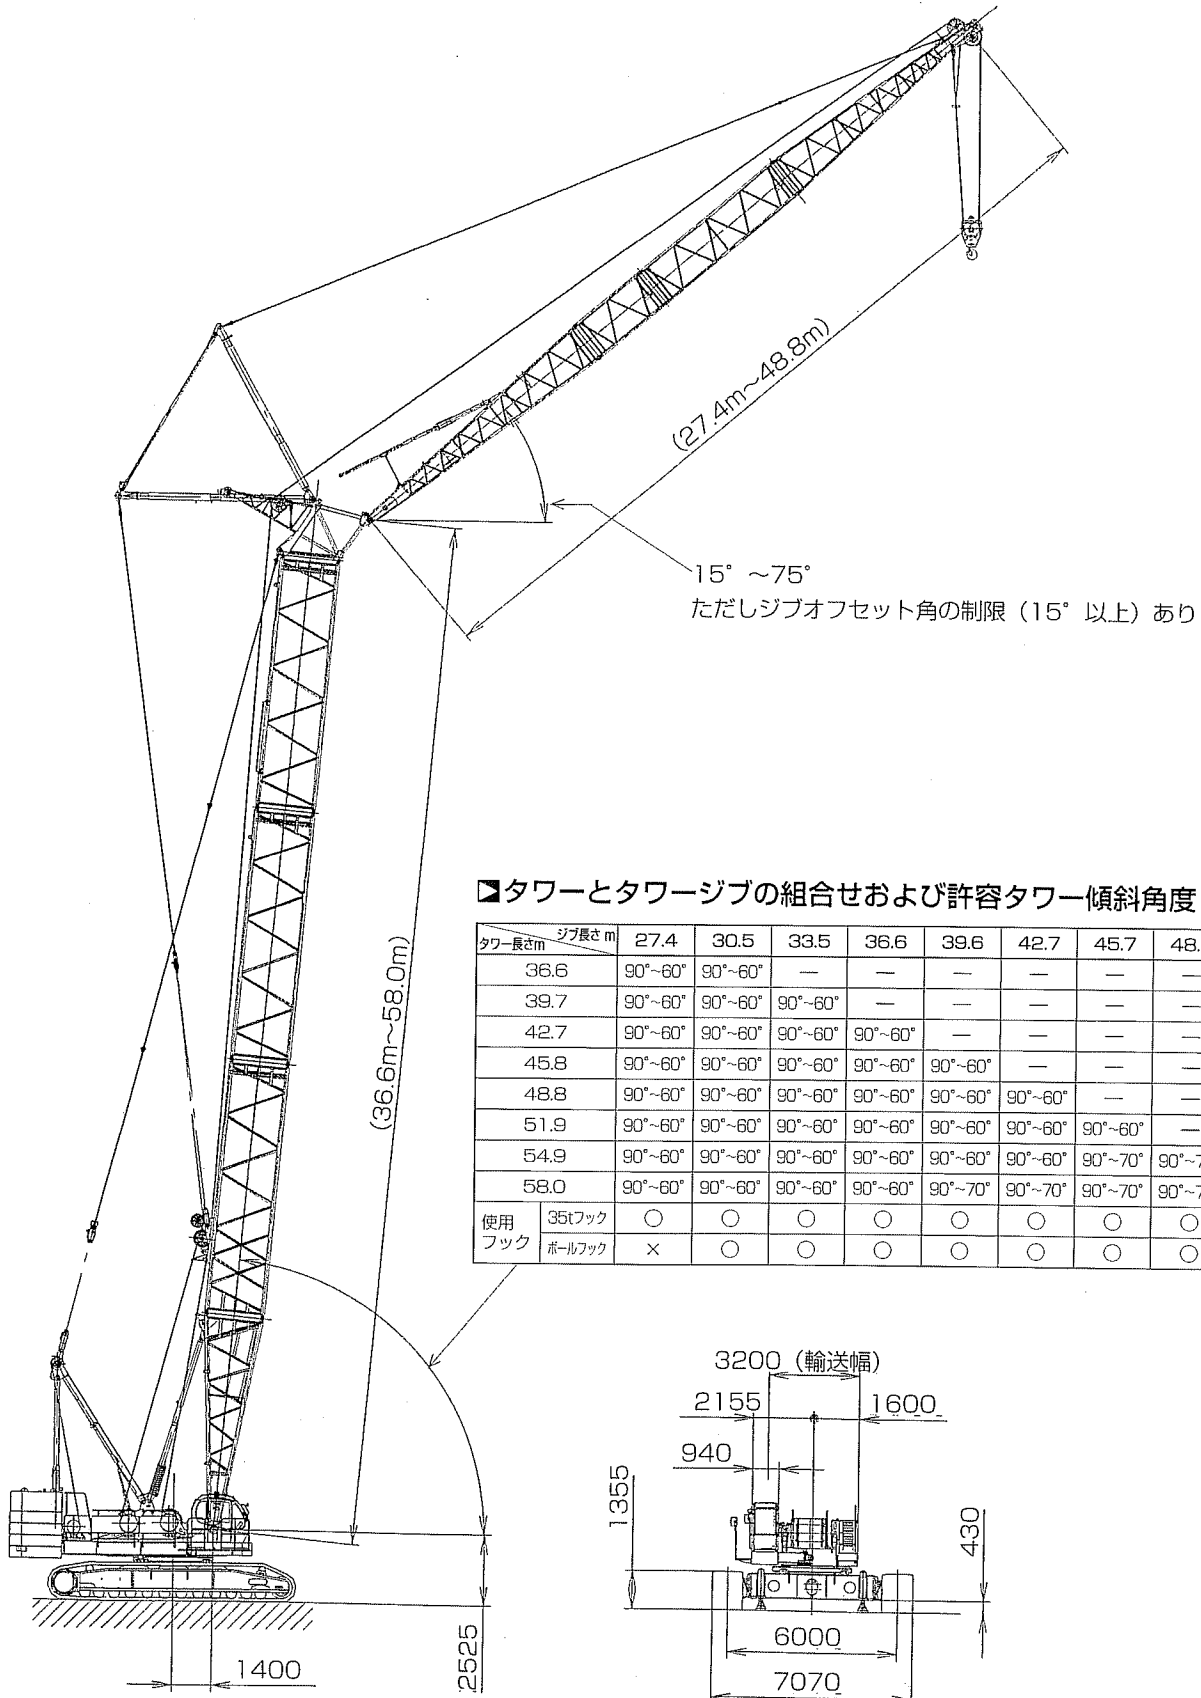 (27.4m~48.8m)
15° ~75°
ただしジブオフセット角の制限（15° 以上）あり
(36.6m~58.0m)
タワーとタワージブの組合せおよび許容タワー傾斜角度
タワー長さm ジブ長さ m 27.4 30.5 33.5 36.6 39.6 42.7 45.7 48.
36.6 90°~60° 90°~60° — — — — — —
39.7 90°~60° 90°~60° 90°~60° — — — — —
42.7 90°~60° 90°~60° 90°~60° 90°~60° — — — —
45.8 90°~60° 90°~60° 90°~60° 90°~60° 90°~60° — — —
48.8 90°~60° 90°~60° 90°~60° 90°~60° 90°~60° 90°~60° — —
51.9 90°~60° 90°~60° 90°~60° 90°~60° 90°~60° 90°~60° 90°~60° —
54.9 90°~60° 90°~60° 90°~60° 90°~60° 90°~60° 90°~60° 90°~70° 90°~7
58.0 90°~60° 90°~60° 90°~60° 90°~60° 90°~70° 90°~70° 90°~70° 90°~7
使用フック 35tフック ○ ○ ○ ○ ○ ○ ○ ○
ボールフック × ○ ○ ○ ○ ○ ○ ○
3200（輸送幅）
2155 1600
940
1355
430
6000
7070
1400
2525